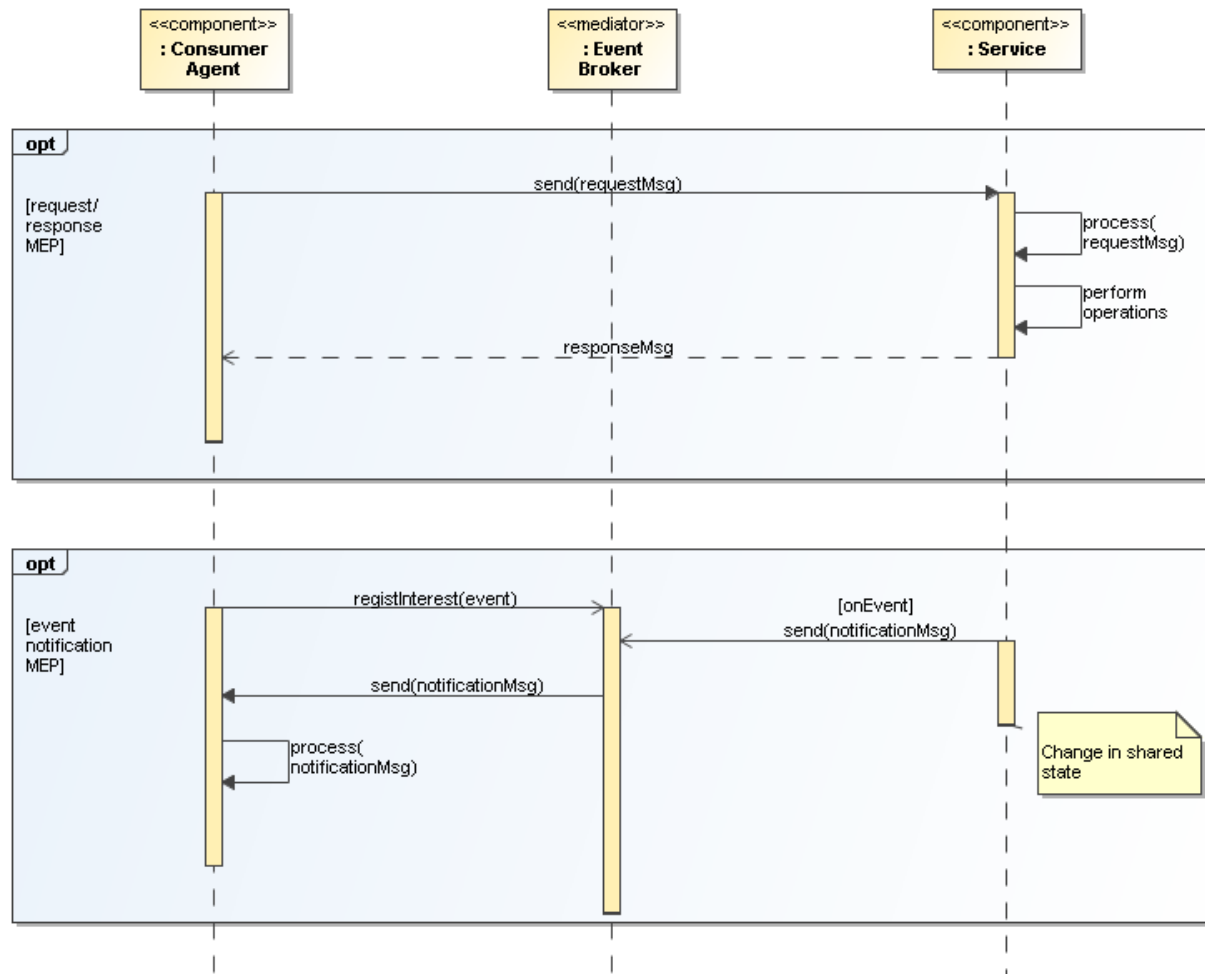 <<component>>
: Consumer
Agent
<<mediator>>
: Event
Broker
<<component>>
: Service
opt
[request/
response
MEP]
send(requestMsg)
process(
requestMsg)
perform
operations
responseMsg
opt
[event
notification
MEP]
registInterest(event)
[onEvent]
send(notificationMsg)
send(notificationMsg)
process(
notificationMsg)
Change in shared
state